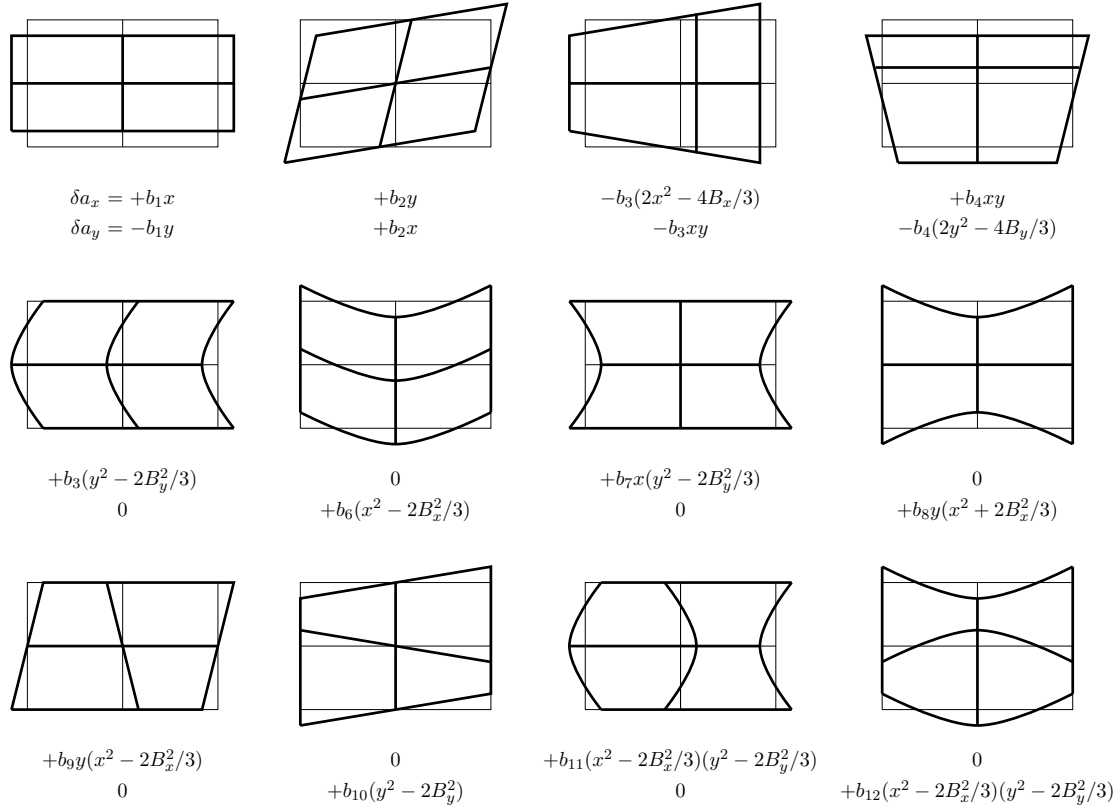 δa_x = +b_1x
δa_y = −b_1y
+b_2y
+b_2x
−b_3(2x^2 − 4B_x/3)
−b_3xy
+b_4xy
−b_4(2y^2 − 4B_y/3)
+b_3(y^2 − 2B_y^2/3)
0
0
+b_6(x^2 − 2B_x^2/3)
+b_7x(y^2 − 2B_y^2/3)
0
0
+b_8y(x^2 + 2B_x^2/3)
+b_9y(x^2 − 2B_x^2/3)
0
0
+b_10(y^2 − 2B_y^2)
+b_11(x^2 − 2B_x^2/3)(y^2 − 2B_y^2/3)
0
0
+b_12(x^2 − 2B_x^2/3)(y^2 − 2B_y^2/3)